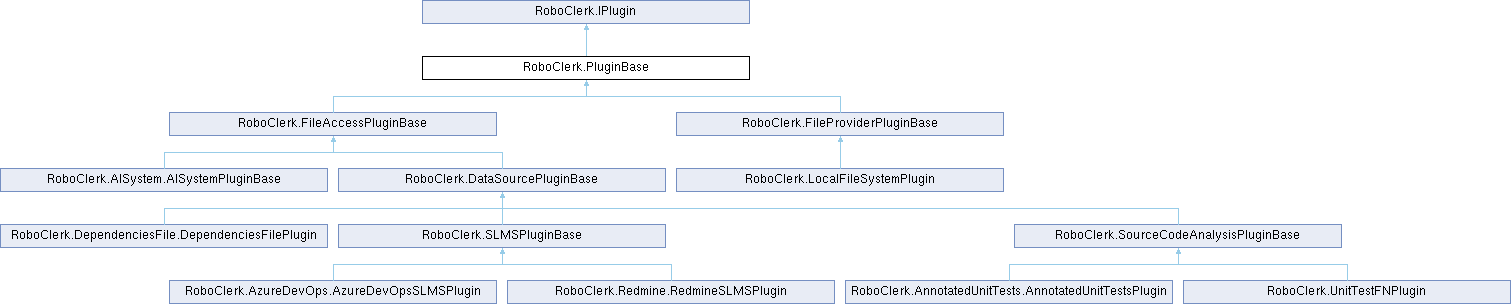 RoboClerk.IPlugin
RoboClerk.PluginBase
RoboClerk.FileAccessPluginBase
RoboClerk.FileProviderPluginBase
RoboClerk.AISystem.AISystemPluginBase
RoboClerk.DataSourcePluginBase
RoboClerk.LocalFileSystemPlugin
RoboClerk.DependenciesFile.DependenciesFilePlugin
RoboClerk.SLMSPluginBase
RoboClerk.SourceCodeAnalysisPluginBase
RoboClerk.AzureDevOps.AzureDevOpsSLMSPlugin
RoboClerk.Redmine.RedmineSLMSPlugin
RoboClerk.AnnotatedUnitTests.AnnotatedUnitTestsPlugin
RoboClerk.UnitTestFNPlugin